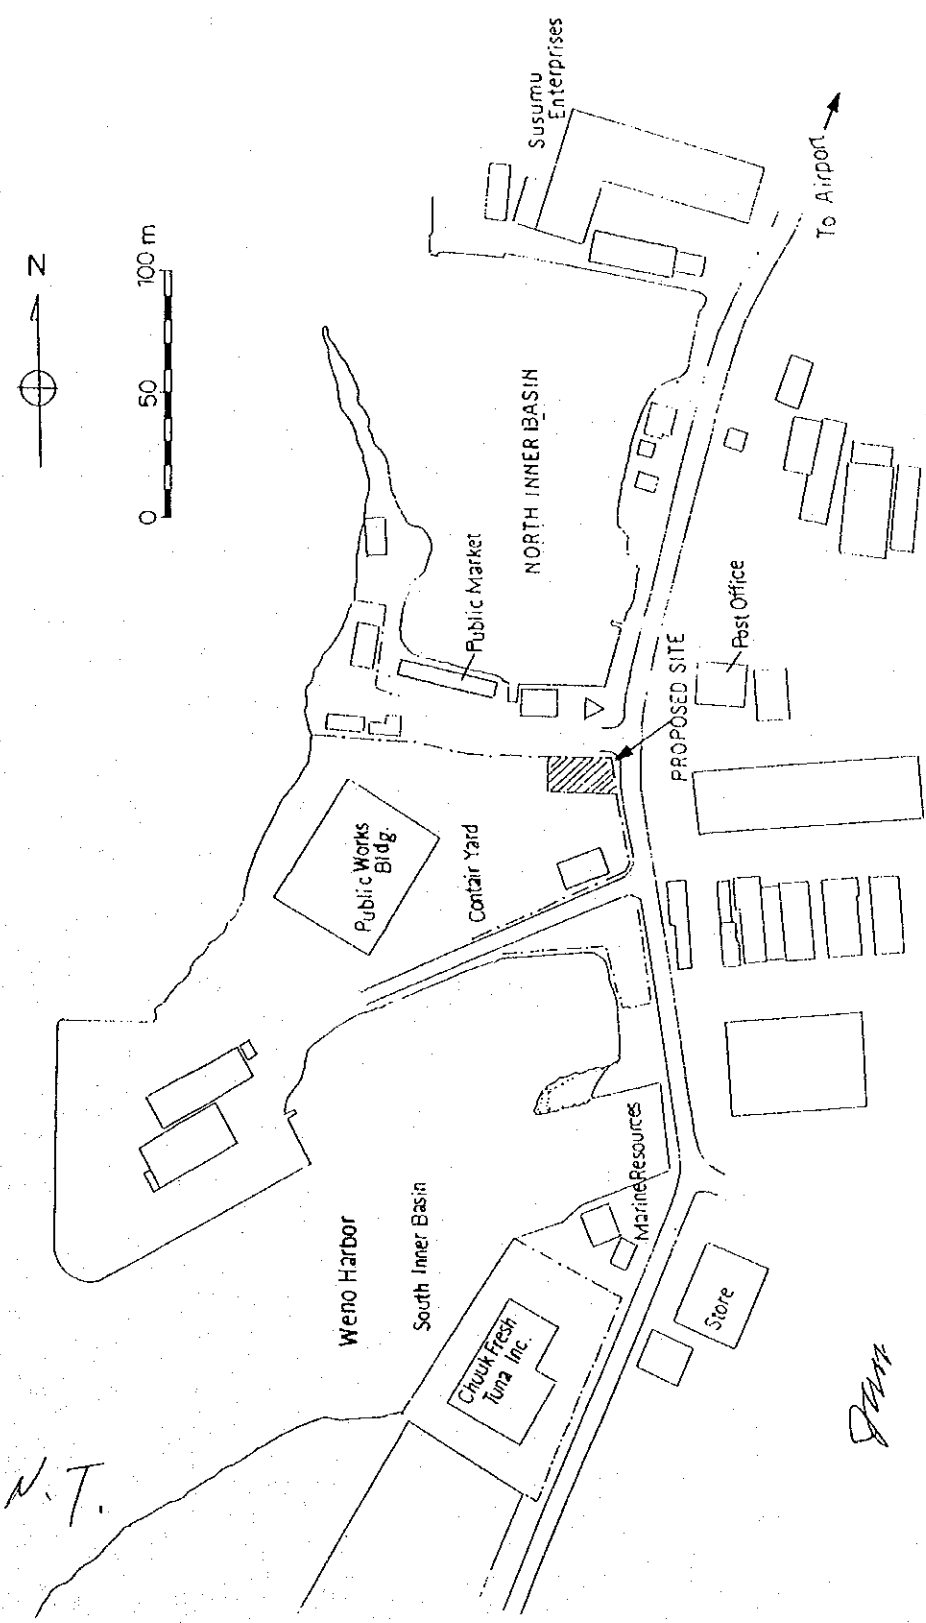 N
0 50 100 m
Susumu
Enterprises
To Airport
NORTH INNER BASIN
Public Market
Post Office
PROPOSED SITE
Public Works
Bldg.
Contair Yard
Marine Resources
Weno Harbor
South Inner Basin
Chuuk Fresh
Tuna Inc.
Store
N.T.